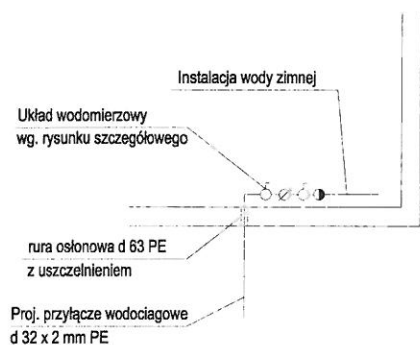 Instalacja wody zimnej
Układ wodomierzowy
wg. rysunku szczegółowego
rura osłonowa d 63 PE
z uszczelnieniem
Proj. przyłącze wodociagowe
d 32 x 2 mm PE